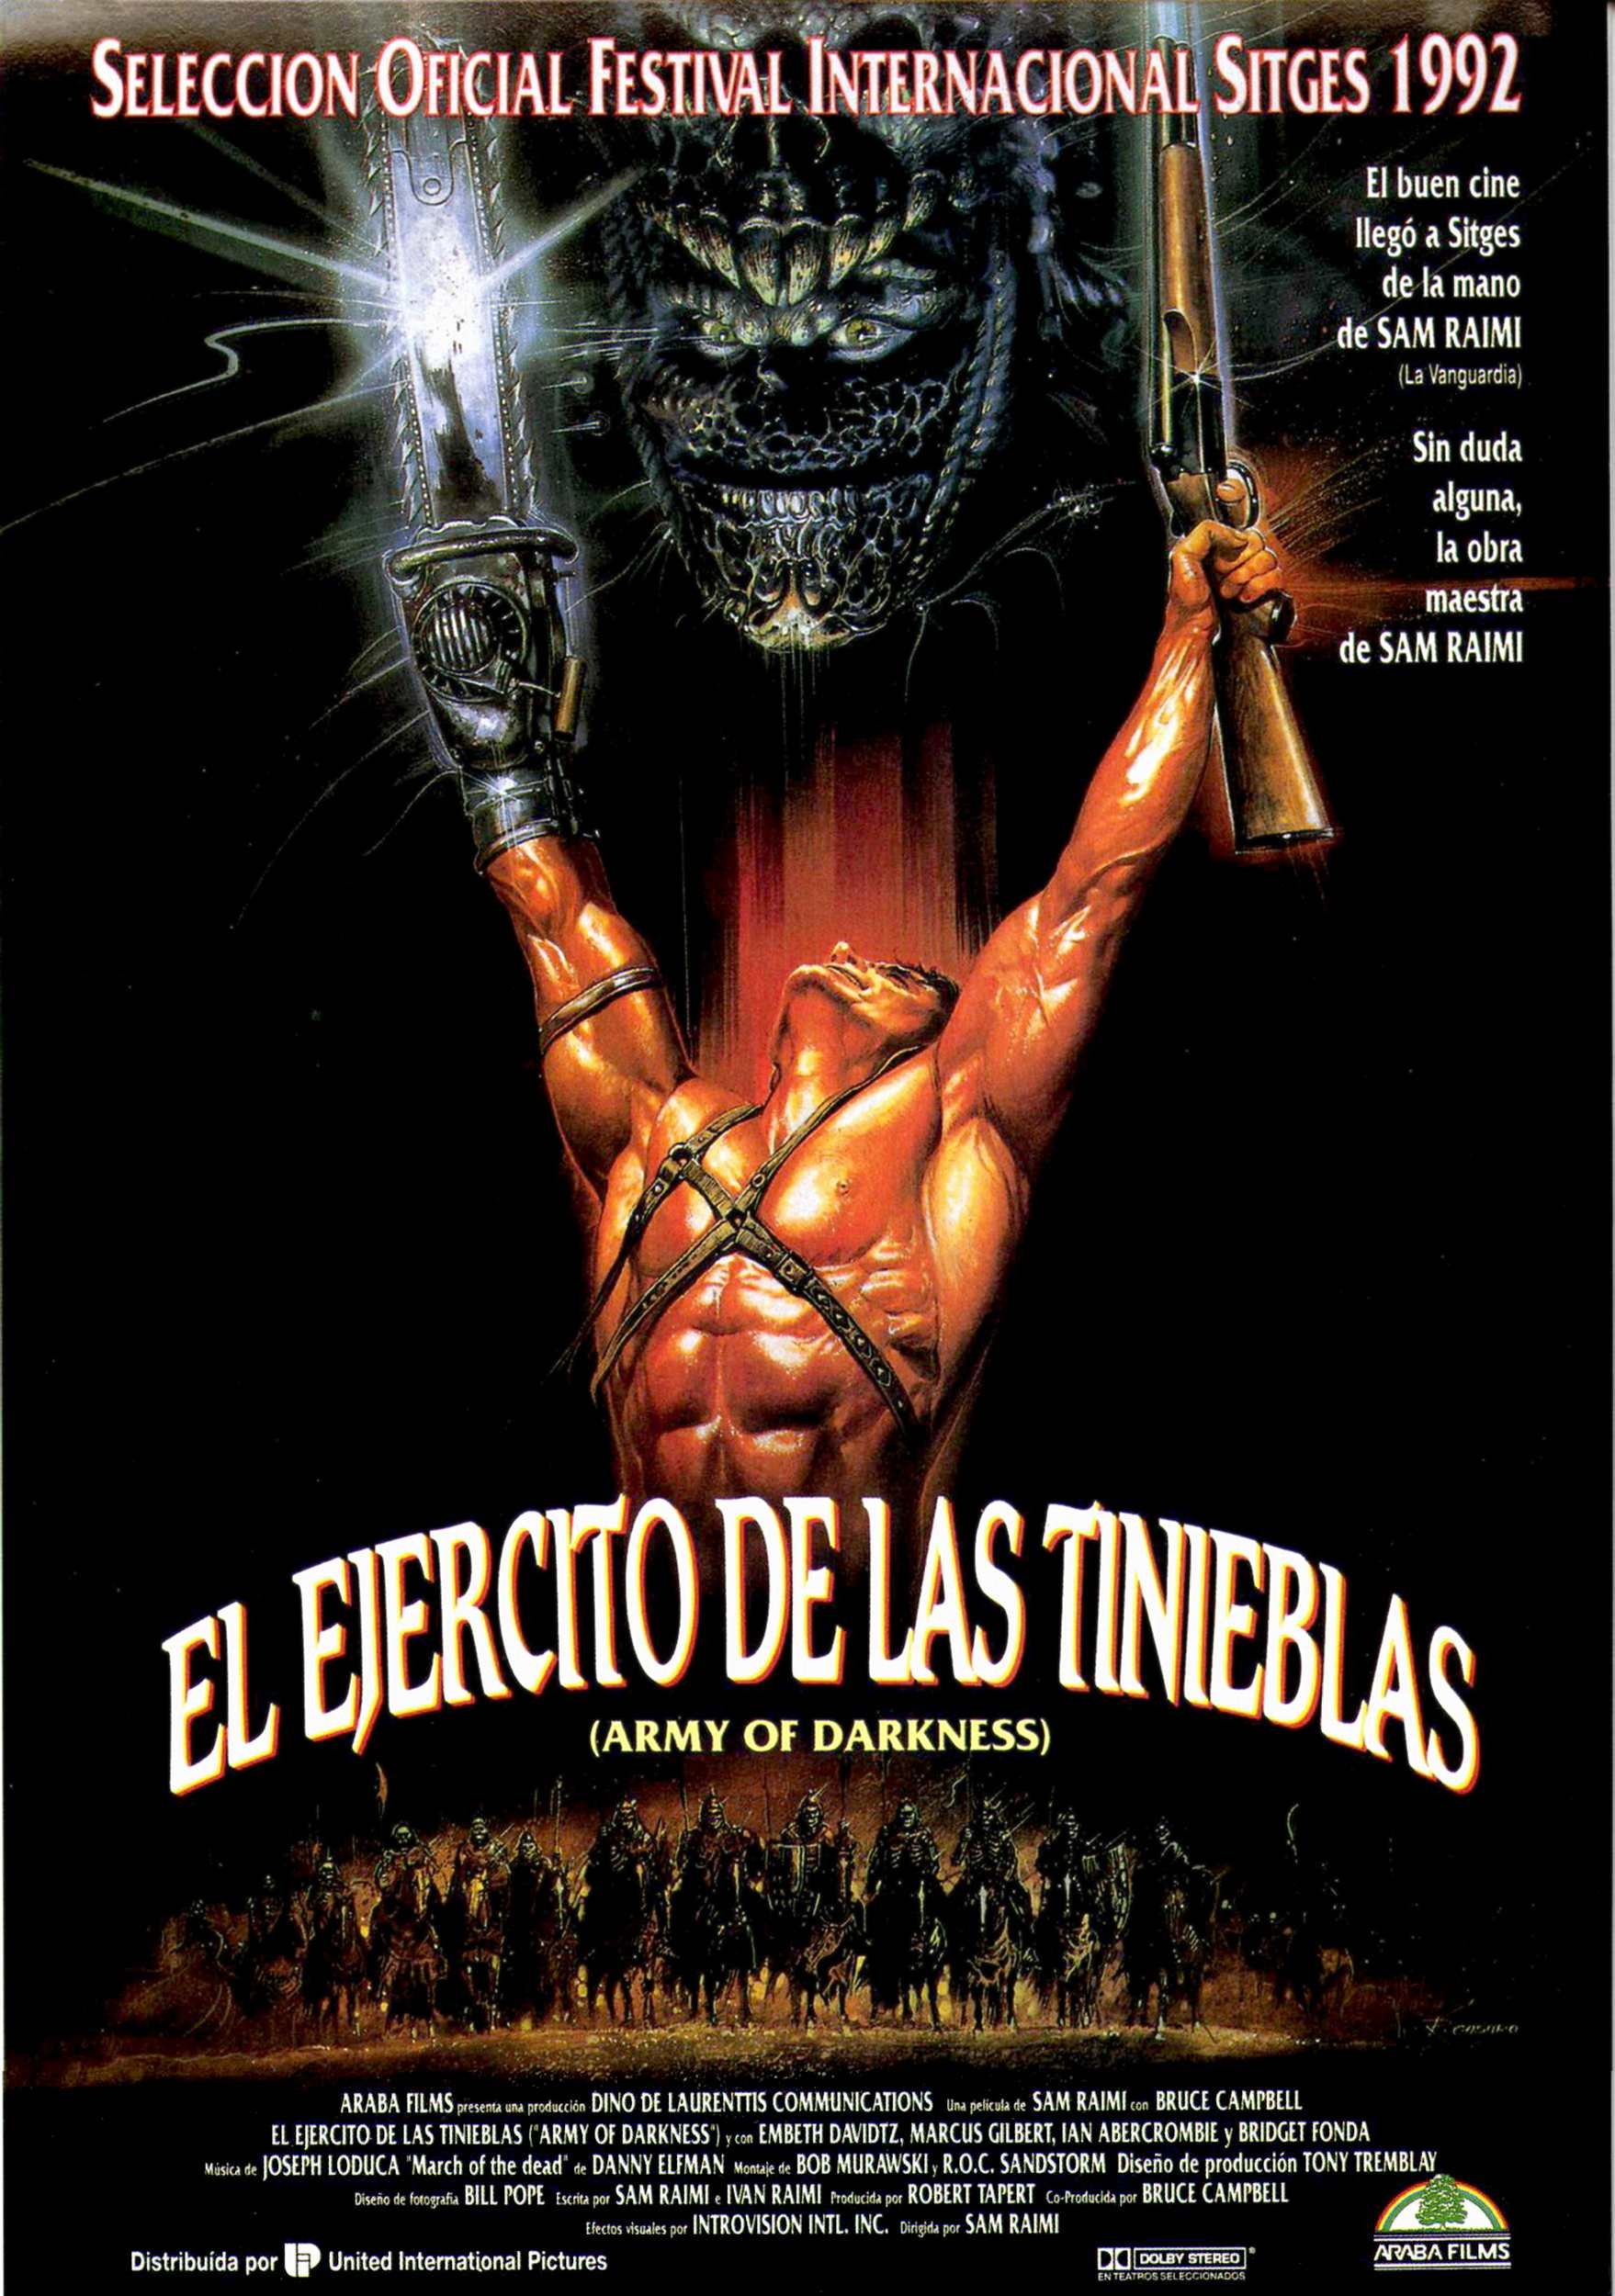 SELECCION OFICIAL FESTIVAL INTERNACIONAL SITGES 1992
El buen cine
llegó a Sitges
de la mano
de SAM RAIMI
(La Vanguardia)
Sin duda
alguna,
la obra
maestra
de SAM RAIMI
EL EJERCITO DE LAS TINIEBLAS
(ARMY OF DARKNESS)
R. CASARO
ARABA FILMS presenta una producción DINO DE LAURENTTIS COMMUNICATIONS Una película de SAM RAIMI con BRUCE CAMPBELL
EL EJERCITO DE LAS TINIEBLAS ("ARMY OF DARKNESS") y con EMBETH DAVIDTZ, MARCUS GILBERT, IAN ABERCROMBIE y BRIDGET FONDA
Música de JOSEPH LODUCA "March of the dead" de DANNY ELFMAN Montaje de BOB MURAWSKI y R.O.C. SANDSTORM Diseño de producción TONY TREMBLAY
Diseño de fotografía BILL POPE Escrita por SAM RAIMI e IVAN RAIMI Producida por ROBERT TAPERT Co-Producida por BRUCE CAMPBELL
Efectos visuales por INTROVISION INTL. INC. Dirigida por SAM RAIMI
Distribuída por UIP United International Pictures
DOLBY STEREO ®
EN TEATROS SELECCIONADOS
ARABA FILMS